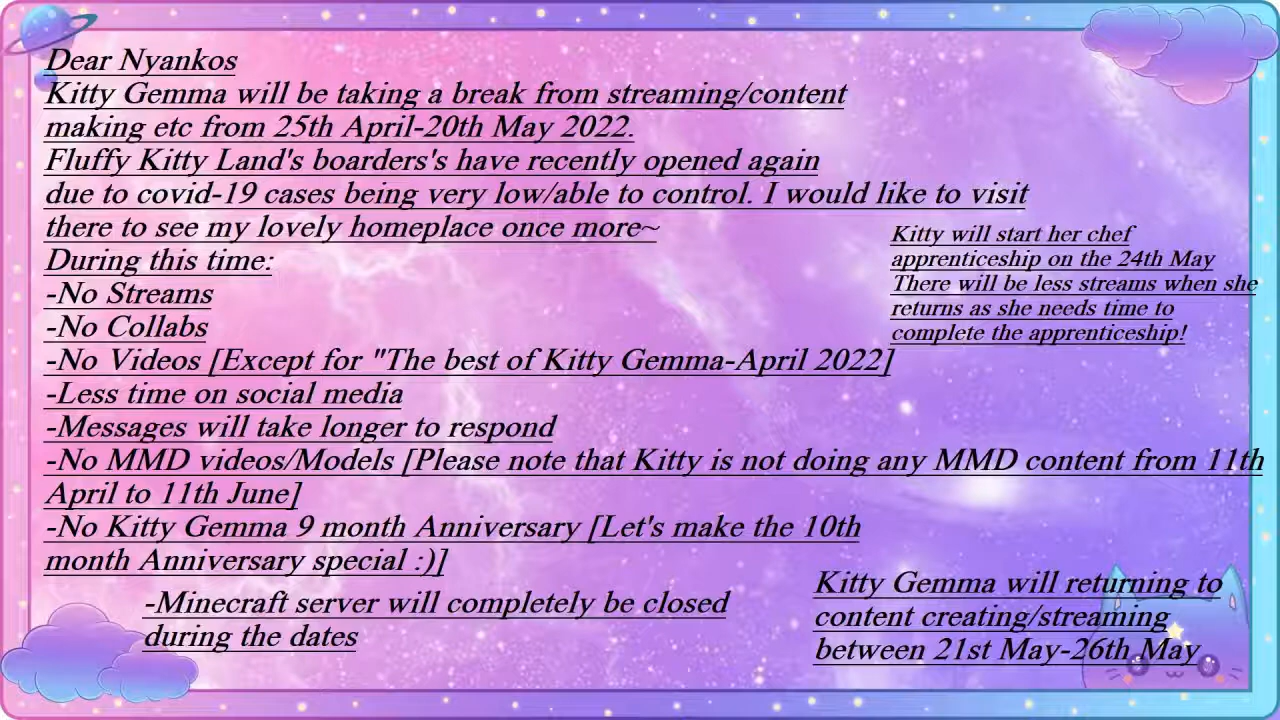 Dear Nyankos
Kitty Gemma will be taking a break from streaming/content
making etc from 25th April-20th May 2022.
Fluffy Kitty Land's boarders's have recently opened again
due to covid-19 cases being very low/able to control. I would like to visit
there to see my lovely homeplace once more~
During this time:
-No Streams
-No Collabs
-No Videos [Except for "The best of Kitty Gemma-April 2022]
-Less time on social media
-Messages will take longer to respond
-No MMD videos/Models [Please note that Kitty is not doing any MMD content from 11th
April to 11th June]
-No Kitty Gemma 9 month Anniversary [Let's make the 10th
month Anniversary special :)]
-Minecraft server will completely be closed
during the dates
Kitty will start her chef
apprenticeship on the 24th May
There will be less streams when she
returns as she needs time to
complete the apprenticeship!
Kitty Gemma will returning to
content creating/streaming
between 21st May-26th May